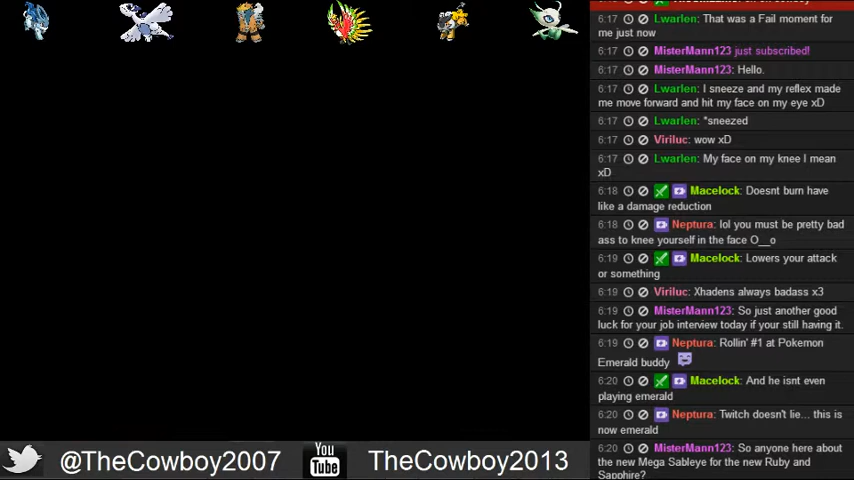 6:17 Lwarlen: That was a Fail moment for
me just now
6:17 MisterMann123 just subscribed!
6:17 MisterMann123: Hello.
6:17 Lwarlen: I sneeze and my reflex made
me move forward and hit my face on my eye xD
6:17 Lwarlen: *sneezed
6:17 Viriluc: wow xD
6:17 Lwarlen: My face on my knee I mean
xD
6:18 Macelock: Doesnt burn have
like a damage reduction
6:18 Neptura: lol you must be pretty bad
ass to knee yourself in the face O__o
6:19 Macelock: Lowers your attack
or something
6:19 Viriluc: Xhadens always badass x3
6:19 MisterMann123: So just another good
luck for your job interview today if your still having it.
6:19 Neptura: Rollin' #1 at Pokemon
Emerald buddy
6:20 Macelock: And he isnt even
playing emerald
6:20 Neptura: Twitch doesn't lie... this is
now emerald
6:20 MisterMann123: So anyone here about
the new Mega Sableye for the new Ruby and
Sapphire?
@TheCowboy2007 You Tube TheCowboy2013